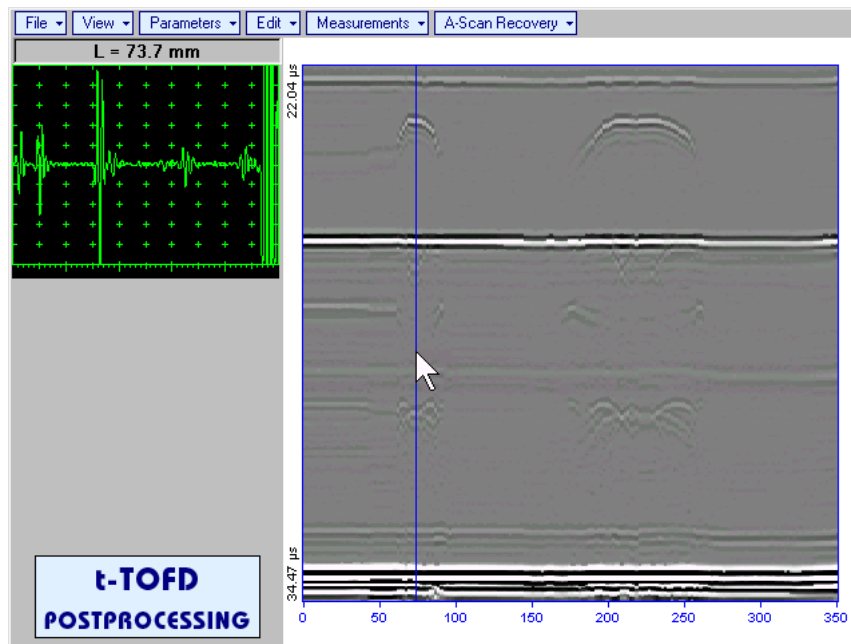 File View Parameters Edit Measurements A-Scan Recovery
L = 73.7 mm
22.04 µs
34.47 µs
0 50 100 150 200 250 300 350
t-TOFD
POSTPROCESSING